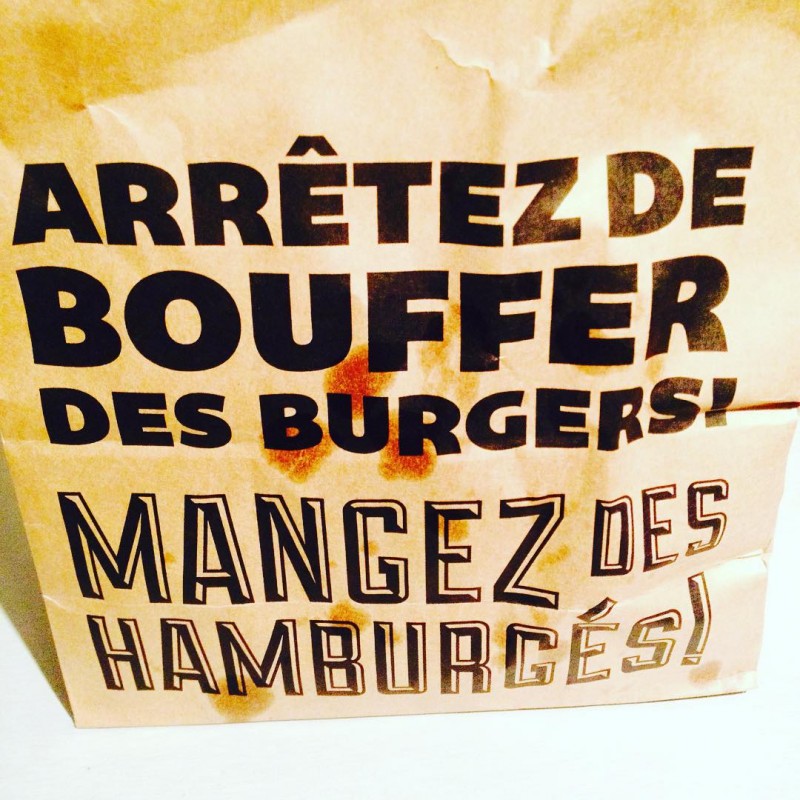 ARRÊTEZ DE
BOUFFER
DES BURGERS!
MANGEZ DES
HAMBURGÉS!